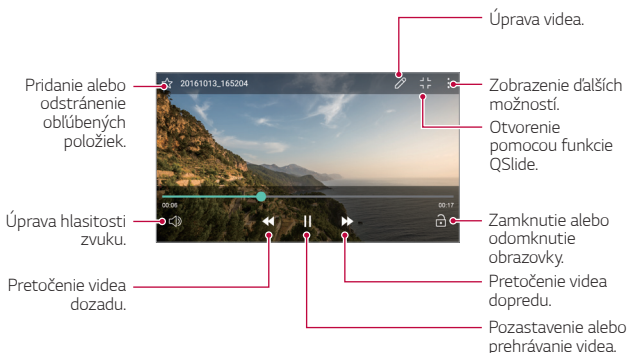 Úprava videa.
Pridanie alebo
odstránenie
obľúbených
položiek.
20161013_165204
Zobrazenie ďalších
možností.
Otvorenie
pomocou funkcie
QSlide.
00:06
00:17
Úprava hlasitosti
zvuku.
Zamknutie alebo
odomknutie
obrazovky.
Pretočenie videa
dozadu.
Pretočenie videa
dopredu.
Pozastavenie alebo
prehrávanie videa.